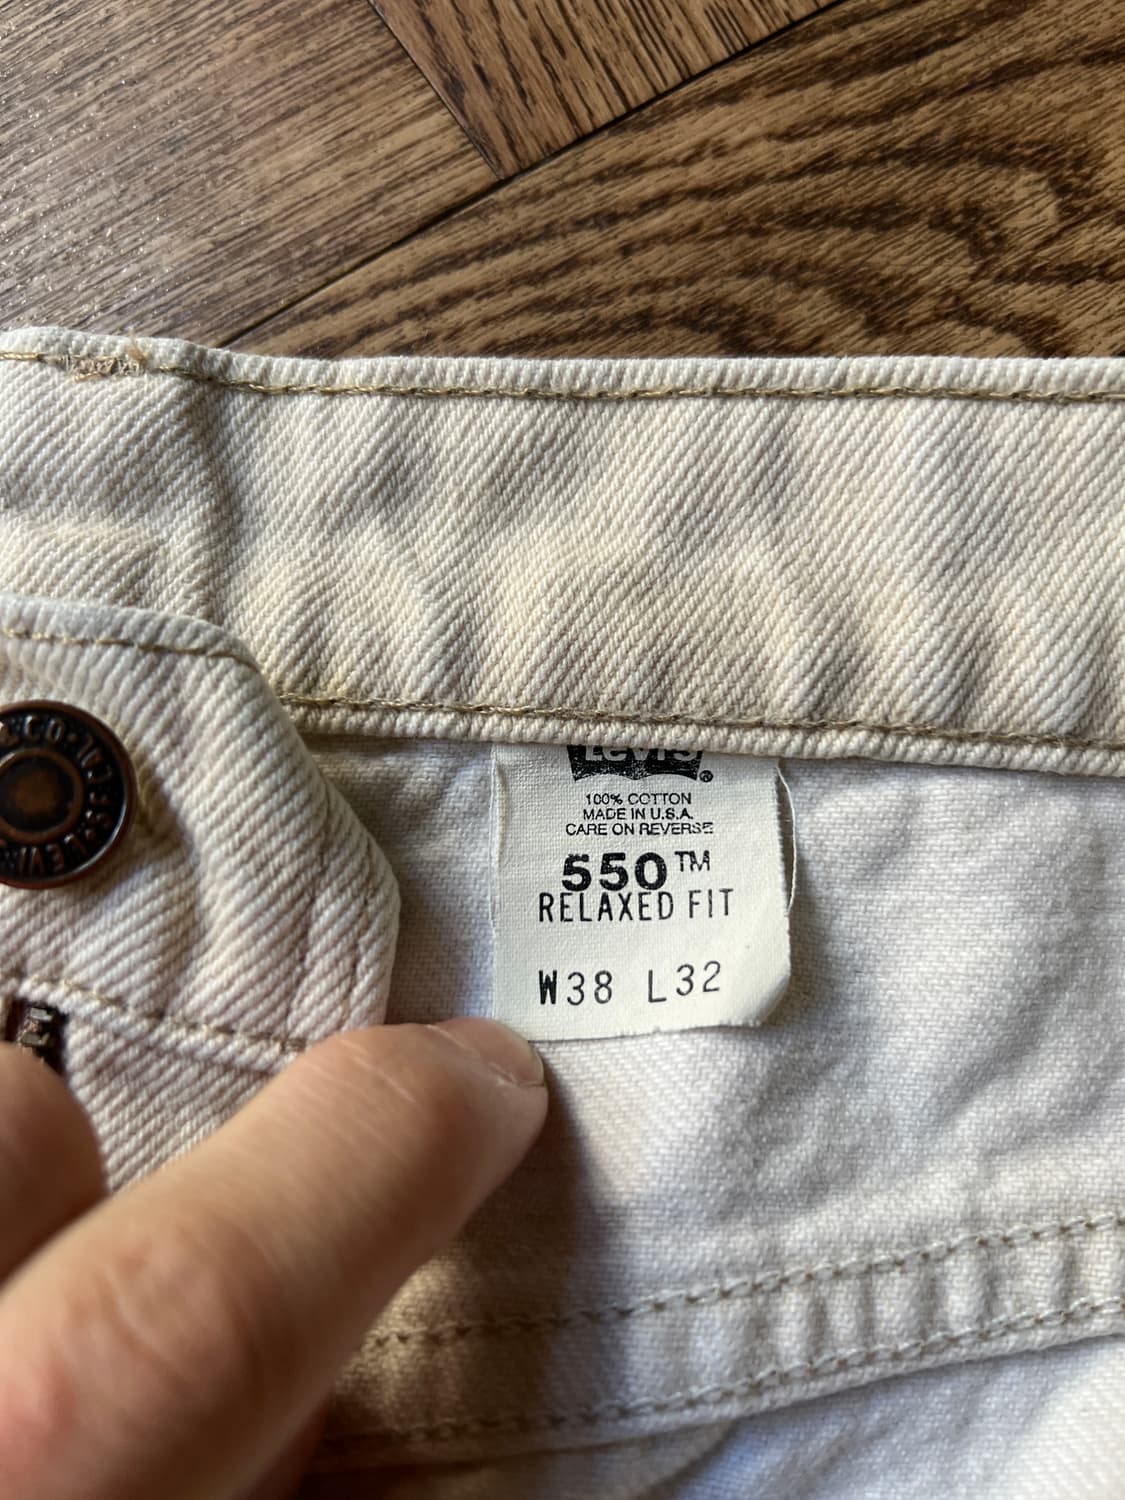 Levi's®
100% COTTON
MADE IN U.S.A.
CARE ON REVERSE
550™
RELAXED FIT
W38 L32